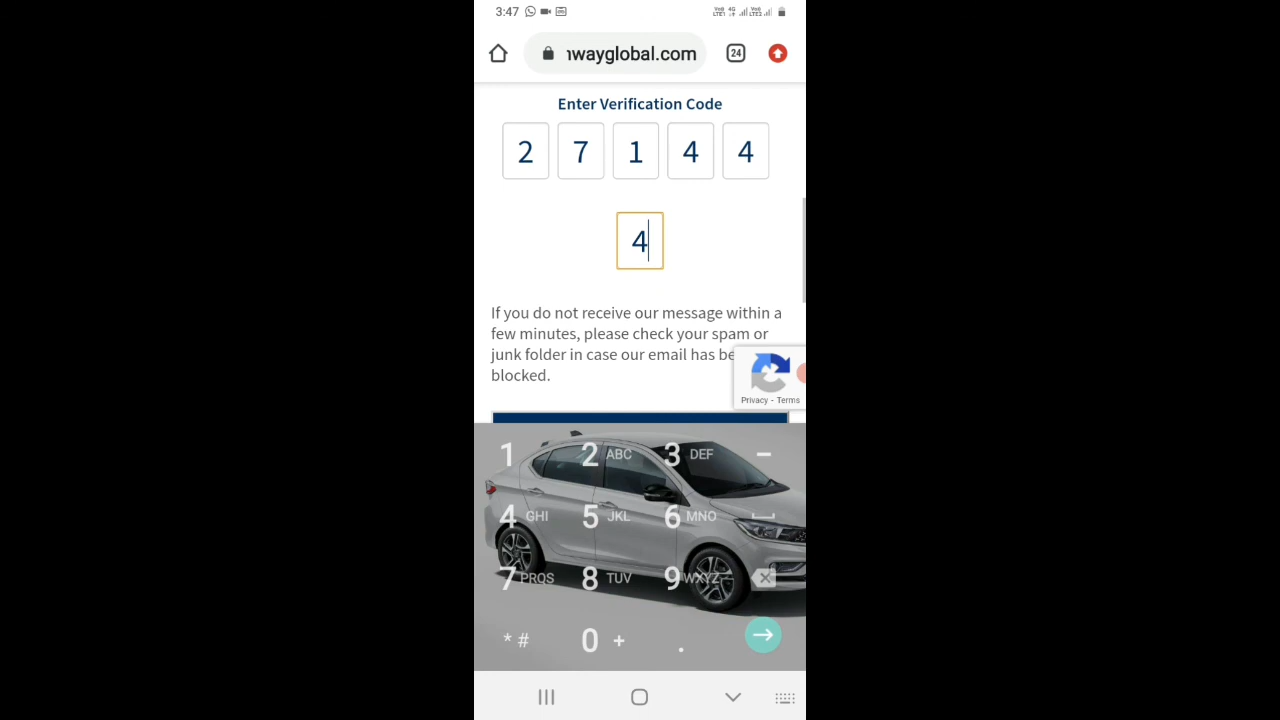 3:47
4G
24
Enter Verification Code
2 7 1 4 4
4
If you do not receive our message within a
few minutes, please check your spam or
junk folder in case our email has be
blocked.
Privacy - Terms
1 2 ABC 3 DEF -
4 GHI 5 JKL 6 MNO
7 PQRS 8 TUV 9 WXYZ
* # 0 + .